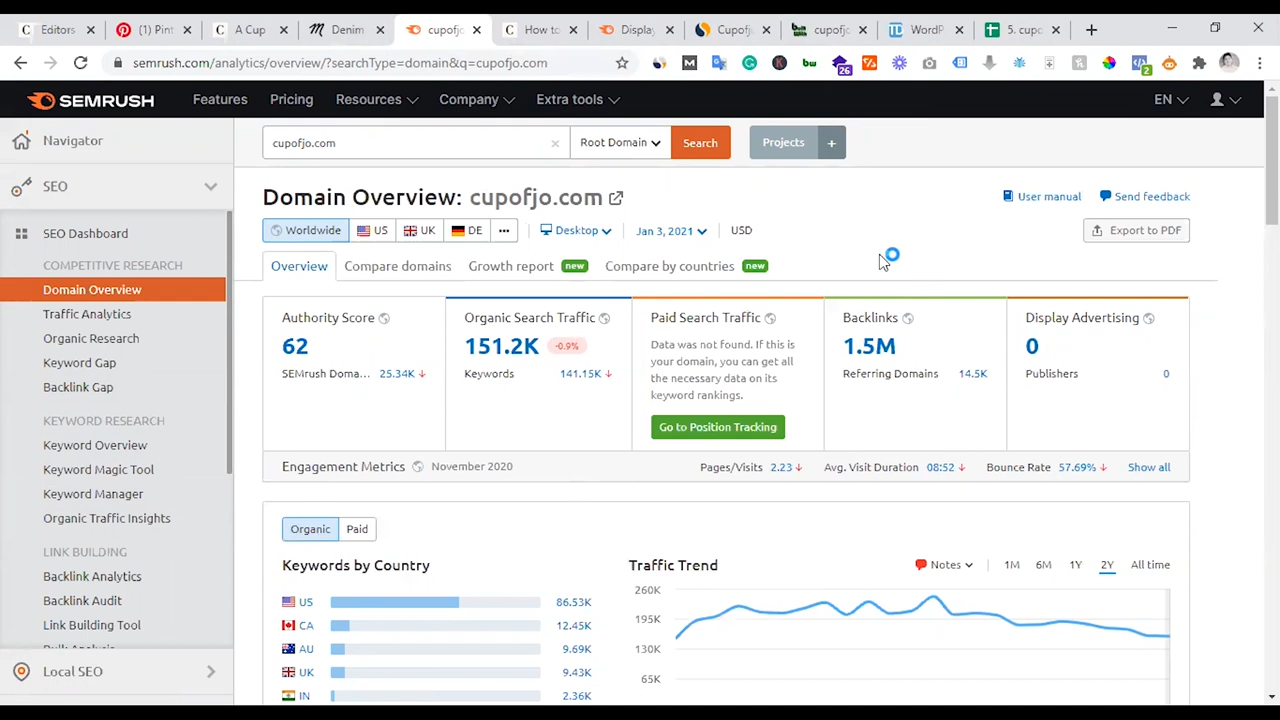 Editors
(1) Pint
A Cup
Denim
cupofjo
How to
Display
Cupofj
cupofjo
WordP
5. cupo
semrush.com/analytics/overview/?searchType=domain&q=cupofjo.com
SEMRUSH
Features
Pricing
Resources
Company
Extra tools
EN
Navigator
SEO
SEO Dashboard
COMPETITIVE RESEARCH
Domain Overview
Traffic Analytics
Organic Research
Keyword Gap
Backlink Gap
KEYWORD RESEARCH
Keyword Overview
Keyword Magic Tool
Keyword Manager
Organic Traffic Insights
LINK BUILDING
Backlink Analytics
Backlink Audit
Link Building Tool
Local SEO
cupofjo.com
Root Domain
Search
Projects
+
Domain Overview: cupofjo.com
User manual
Send feedback
Worldwide
US
UK
DE
...
Desktop
Jan 3, 2021
USD
Export to PDF
Overview
Compare domains
Growth report new
Compare by countries new
Authority Score
62
SEMrush Doma... 25.34K ↓
Organic Search Traffic
151.2K -0.9%
Keywords 141.15K ↓
Paid Search Traffic
Data was not found. If this is
your domain, you can get all
the necessary data on its
keyword rankings.
Go to Position Tracking
Backlinks
1.5M
Referring Domains 14.5K
Display Advertising
0
Publishers 0
Engagement Metrics November 2020
Pages/Visits 2.23 ↓
Avg. Visit Duration 08:52 ↓
Bounce Rate 57.69% ↓
Show all
Organic
Paid
Keywords by Country
US 86.53K
CA 12.45K
AU 9.69K
UK 9.43K
IN 2.36K
Traffic Trend
Notes
1M
6M
1Y
2Y
All time
260K
195K
130K
65K